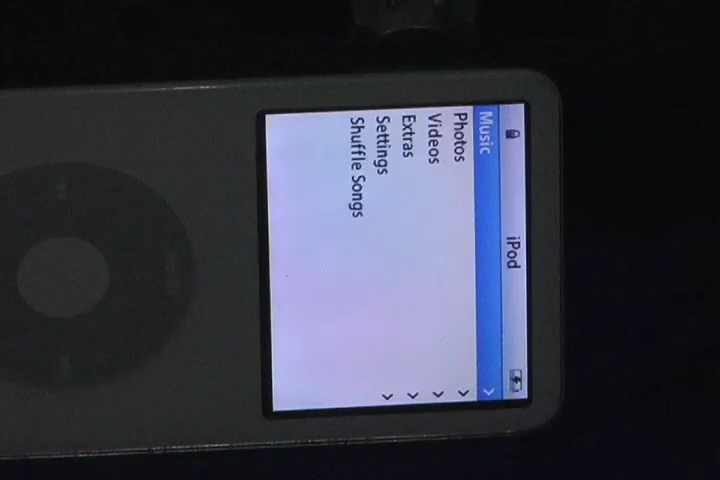 iPod
Music
Photos
Videos
Extras
Settings
Shuffle Songs